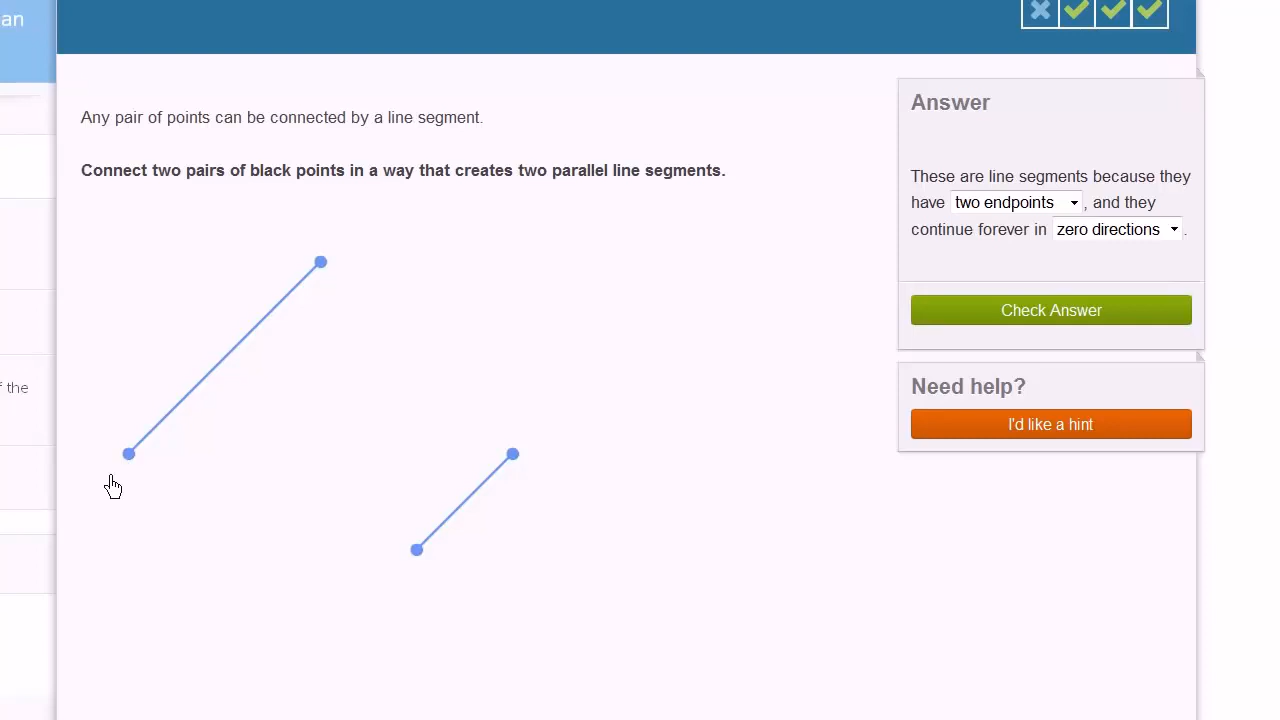 an
Any pair of points can be connected by a line segment.
Connect two pairs of black points in a way that creates two parallel line segments.
f the
Answer
These are line segments because they
have two endpoints , and they
continue forever in zero directions .
Check Answer
Need help?
I'd like a hint